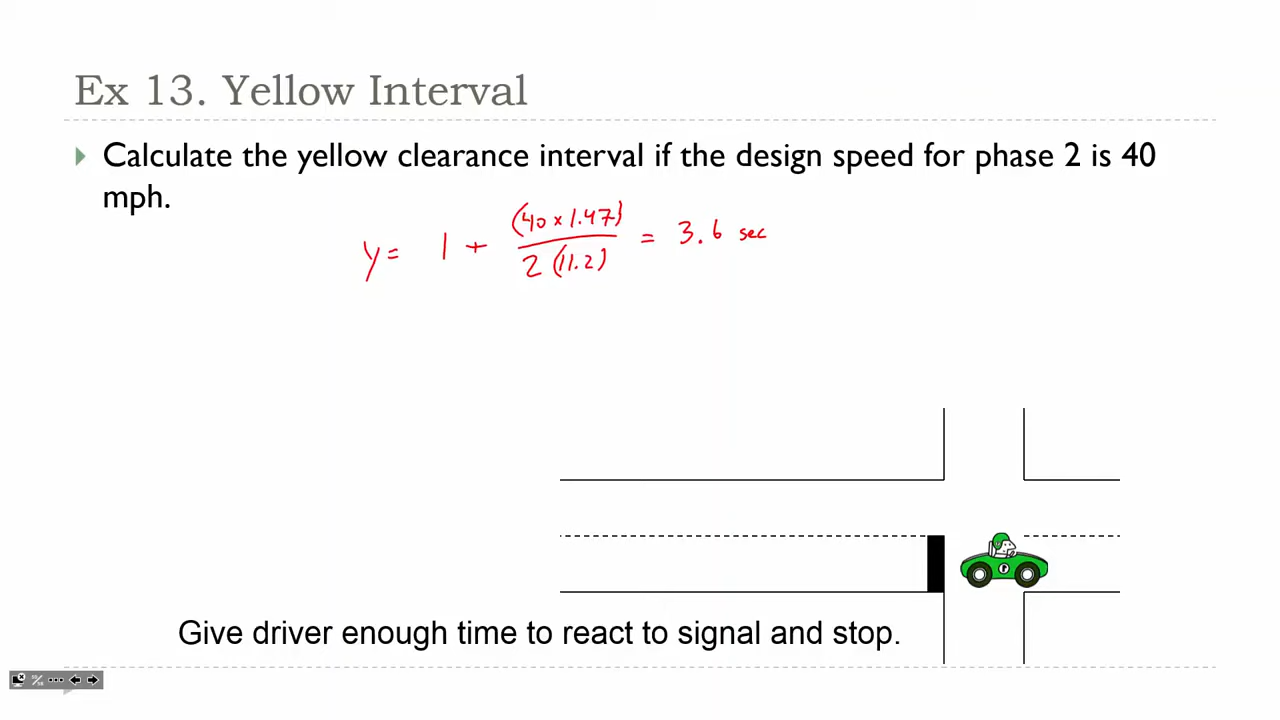 Ex 13. Yellow Interval
Calculate the yellow clearance interval if the design speed for phase 2 is 40
mph.
y = 1 + (40 x 1.47) / 2 (11.2) = 3.6 sec
P
Give driver enough time to react to signal and stop.